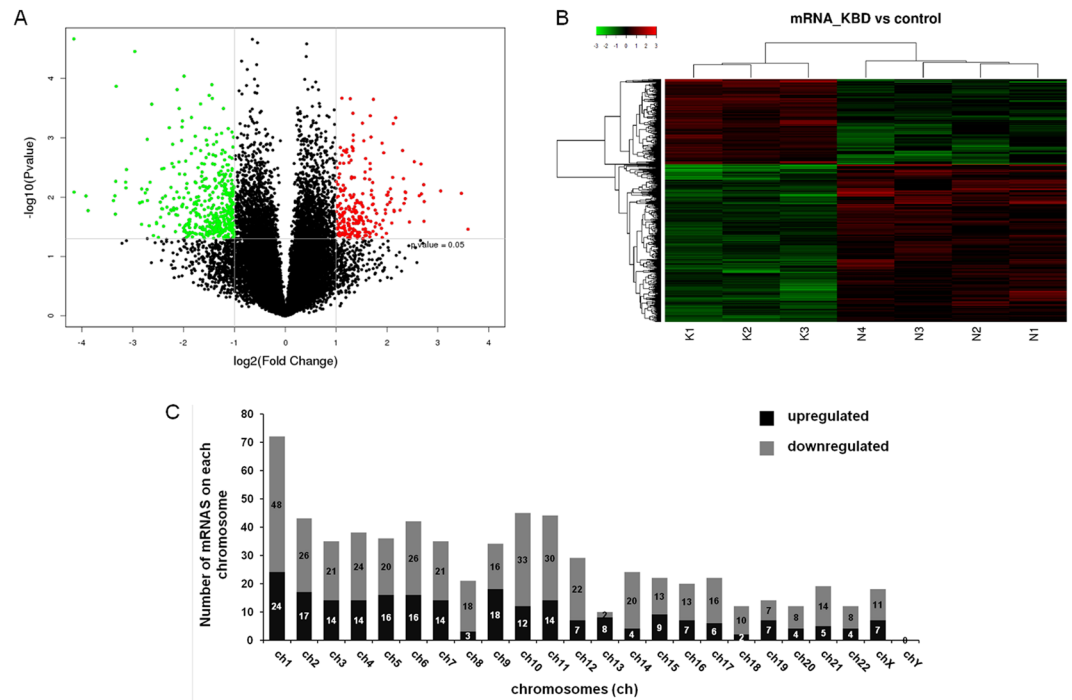 A
-log10(Pvalue)
4
3
2
1
0
p.value = 0.05
-4 -3 -2 -1 0 1 2 3 4
log2(Fold Change)
B
mRNA_KBD vs control
-3 -2 -1 0 1 2 3
K1 K2 K3 N4 N3 N2 N1
C
Number of mRNAS on each
chromosome
80
70
60
50
40
30
20
10
0
upregulated
downregulated
48 26 21 24 20 26 21 18 16 33 30 22 2 20 13 13 16 10 7 8 14 8 11
24 17 14 14 16 16 14 3 18 12 14 7 8 4 9 7 6 2 7 4 5 4 7 0
ch1 ch2 ch3 ch4 ch5 ch6 ch7 ch8 ch9 ch10 ch11 ch12 ch13 ch14 ch15 ch16 ch17 ch18 ch19 ch20 ch21 ch22 chX chY
chromosomes (ch)